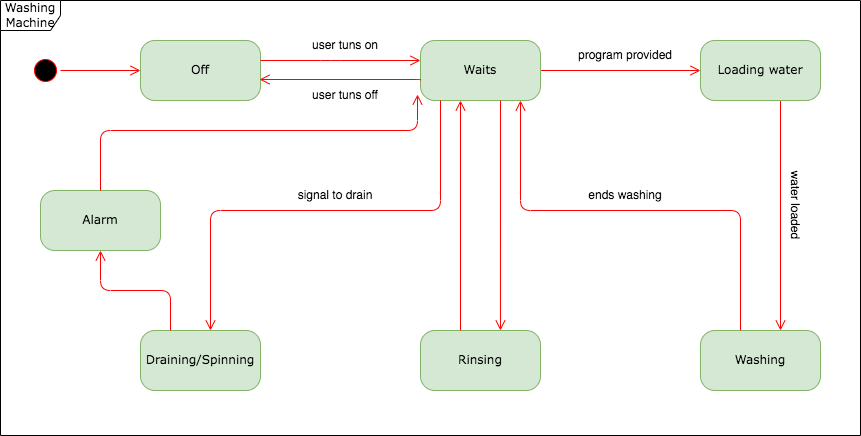 Washing
Machine
user tuns on
Off
Waits
program provided
Loading water
user tuns off
signal to drain
ends washing
water loaded
Alarm
Draining/Spinning
Rinsing
Washing